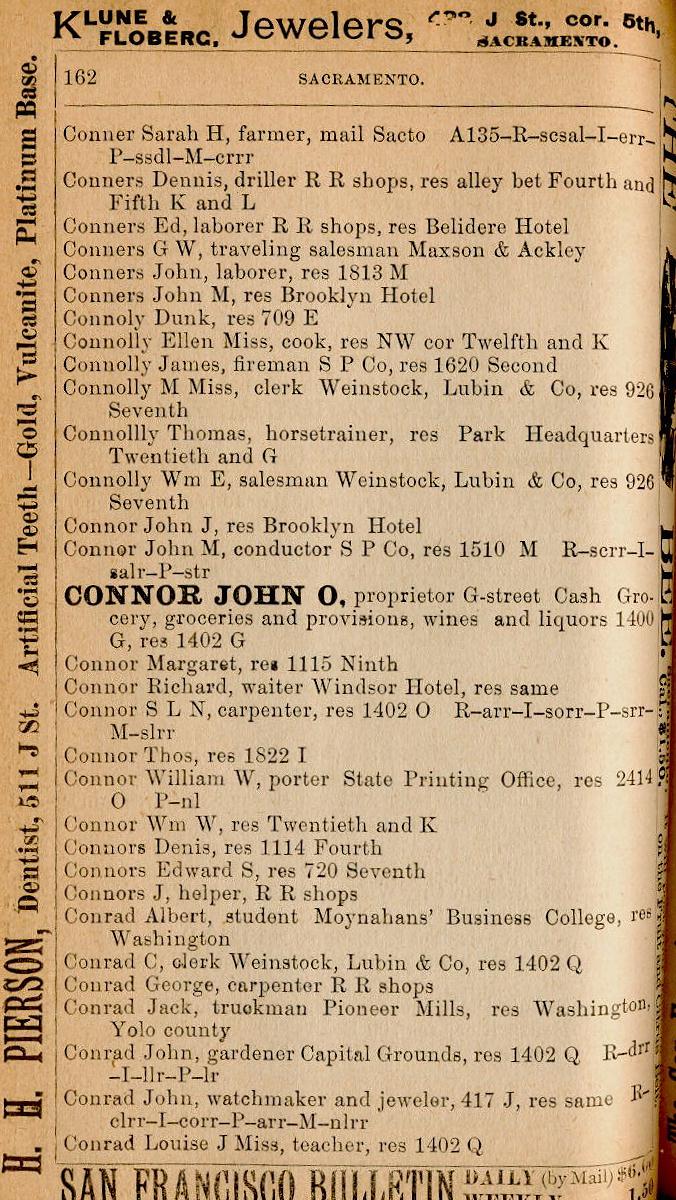 KLUNE & FLOBERG, Jewelers, J St., cor. 5th, SACRAMENTO.
162 SACRAMENTO.
Conner Sarah H, farmer, mail Sacto A135–R–scsal–I–err–
P–ssdl–M–crrr
Conners Dennis, driller R R shops, res alley bet Fourth and
Fifth K and L
Conners Ed, laborer R R shops, res Belidere Hotel
Conners G W, traveling salesman Maxson & Ackley
Conners John, laborer, res 1813 M
Conners John M, res Brooklyn Hotel
Connoly Dunk, res 709 E
Connolly Ellen Miss, cook, res NW cor Twelfth and K
Connolly James, fireman S P Co, res 1620 Second
Connolly M Miss, clerk Weinstock, Lubin & Co, res 926
Seventh
Connollly Thomas, horsetrainer, res Park Headquarters
Twentieth and G
Connolly Wm E, salesman Weinstock, Lubin & Co, res 926
Seventh
Connor John J, res Brooklyn Hotel
Connor John M, conductor S P Co, res 1510 M R–scrr–I–
salr–P–str
CONNOR JOHN O, proprietor G-street Cash Gro-
cery, groceries and provisions, wines and liquors 1400
G, res 1402 G
Connor Margaret, res 1115 Ninth
Connor Richard, waiter Windsor Hotel, res same
Connor S L N, carpenter, res 1402 O R–arr–I–sorr–P–srr–
M–slrr
Connor Thos, res 1822 I
Connor William W, porter State Printing Office, res 2414
O P–nl
Connor Wm W, res Twentieth and K
Connors Denis, res 1114 Fourth
Connors Edward S, res 720 Seventh
Connors J, helper, R R shops
Conrad Albert, student Moynahans' Business College, res
Washington
Conrad C, clerk Weinstock, Lubin & Co, res 1402 Q
Conrad George, carpenter R R shops
Conrad Jack, truckman Pioneer Mills, res Washington,
Yolo county
Conrad John, gardener Capital Grounds, res 1402 Q R–drr
–I–llr–P–lr
Conrad John, watchmaker and jeweler, 417 J, res same R–
clrr–I–corr–P–arr–M–nlrr
Conrad Louise J Miss, teacher, res 1402 Q
SAN FRANCISCO BULLETIN DAILY (by Mail) $6.00
WEEKLY 1.50
H. H. PIERSON, Dentist, 511 J St. Artificial Teeth—Gold, Vulcanite, Platinum Base.
THE
BEE.